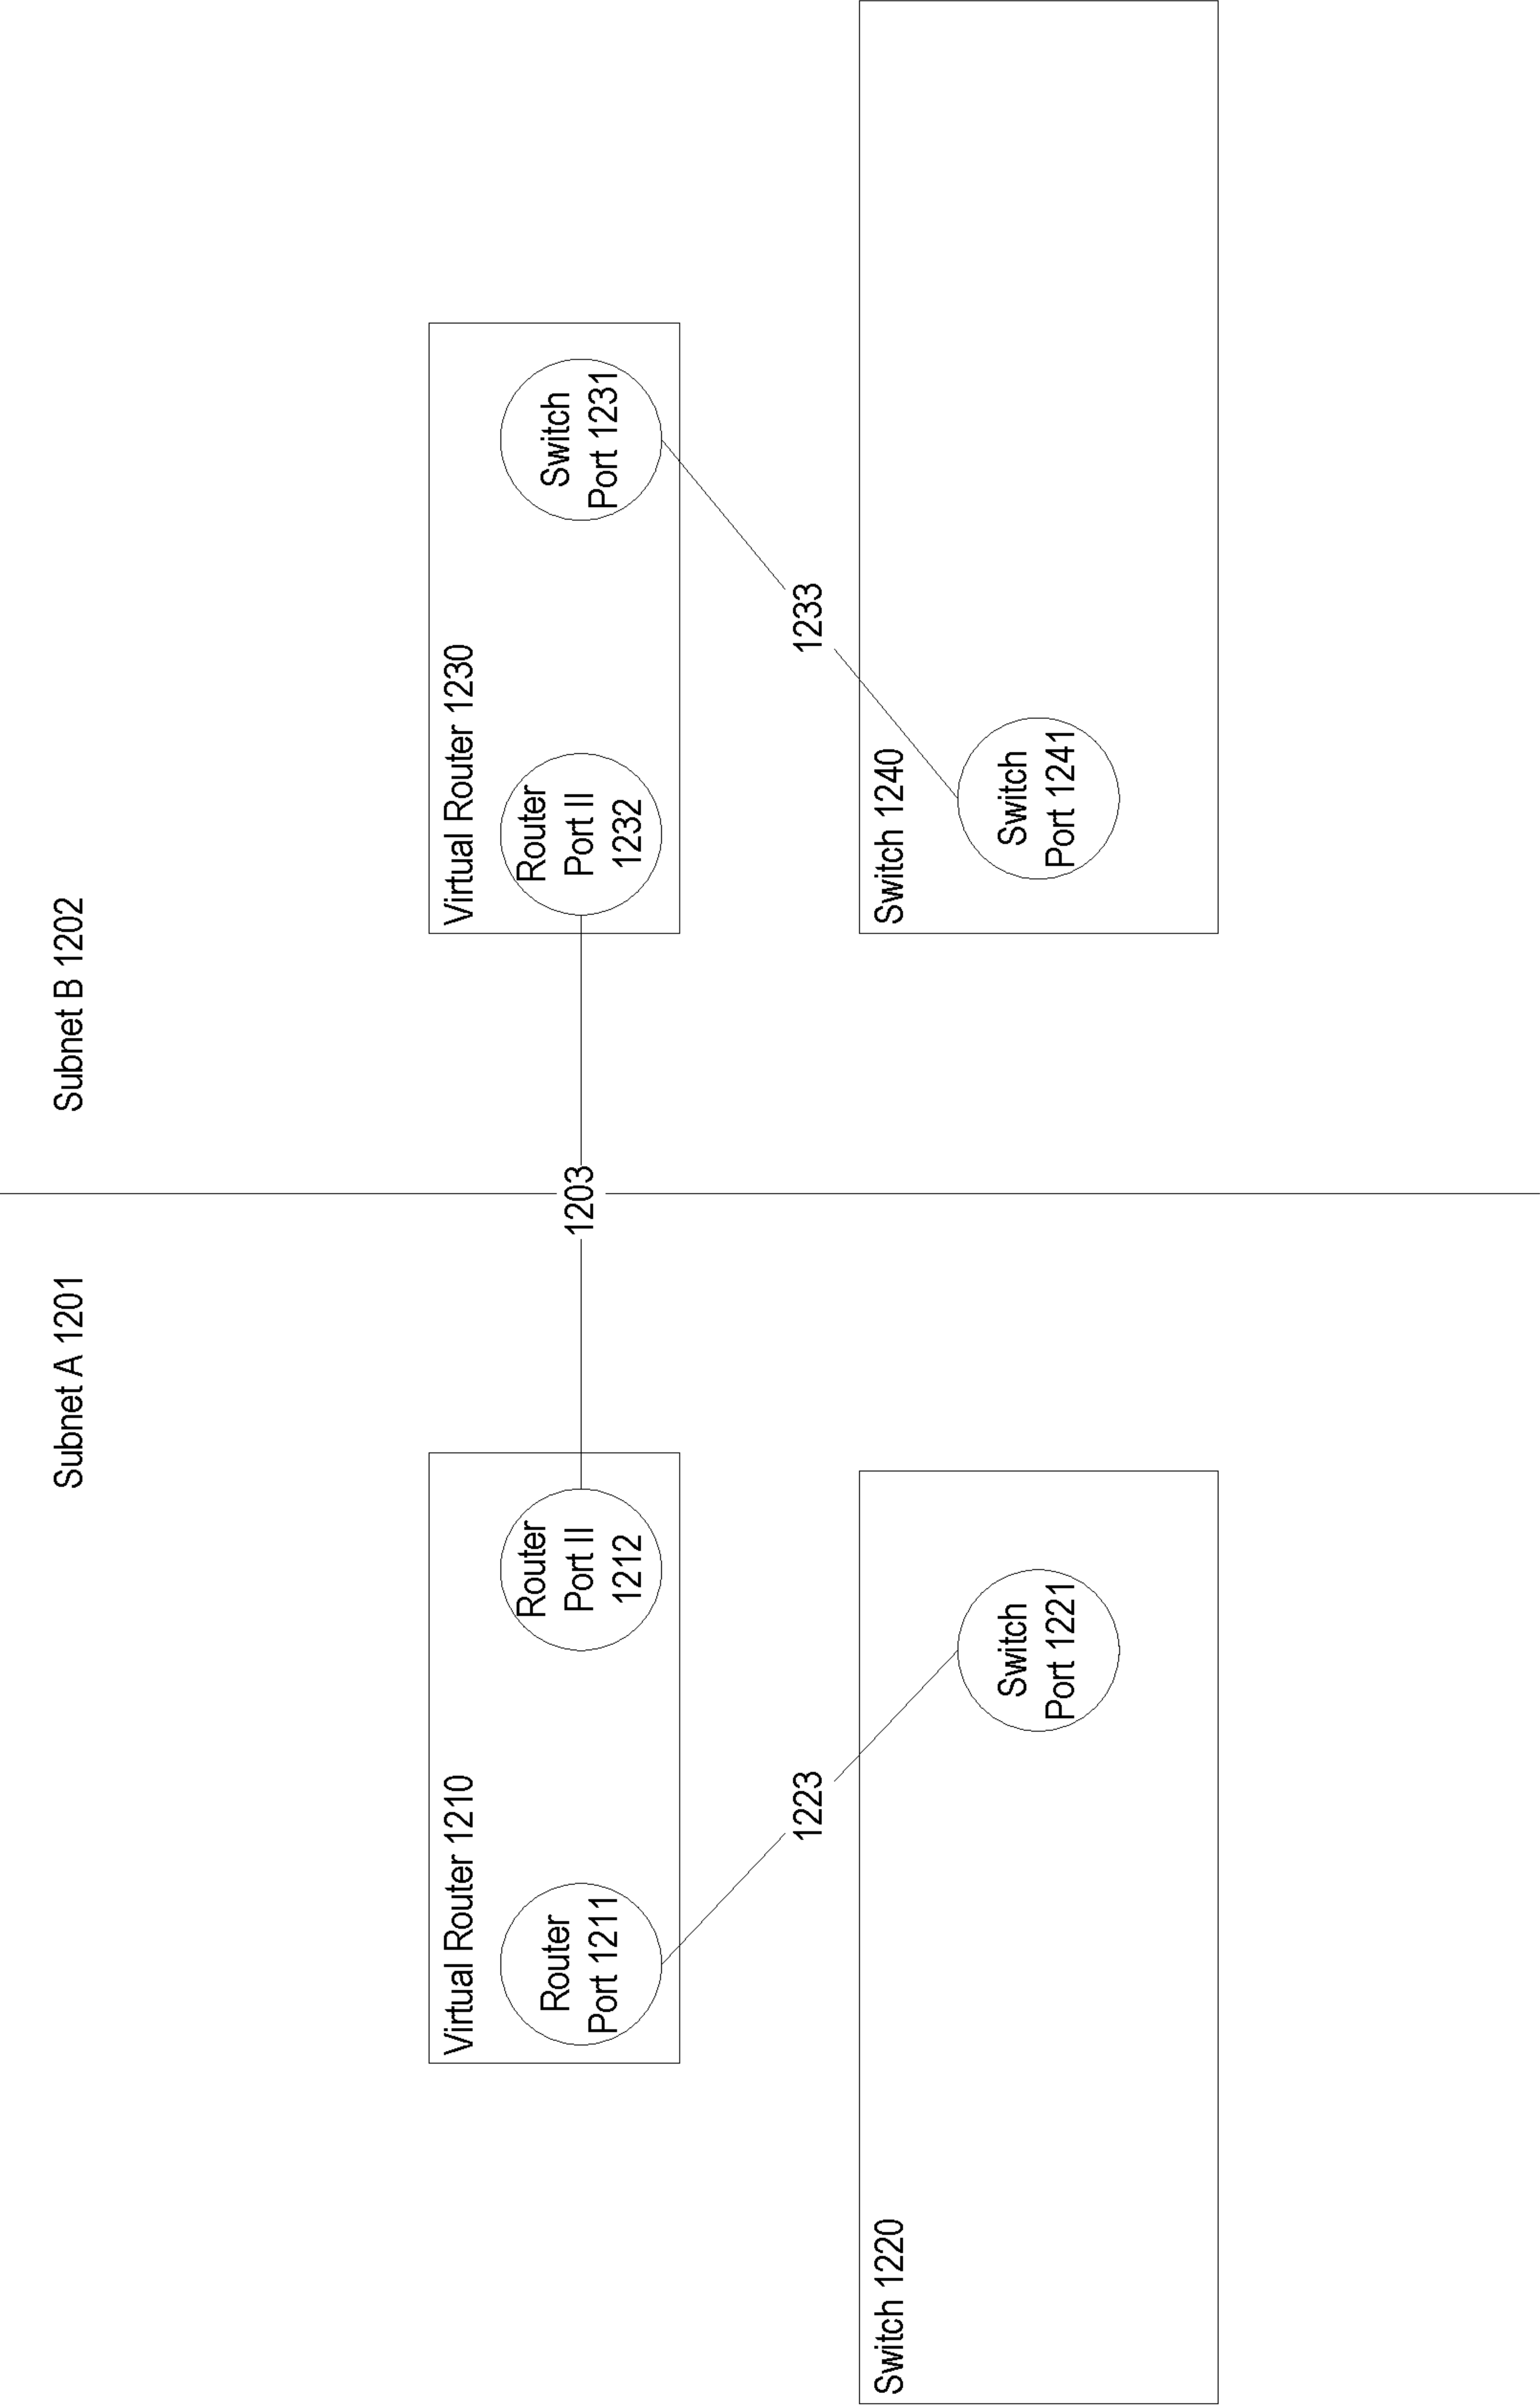 Subnet A 1201
Subnet B 1202
Virtual Router 1210
Virtual Router 1230
Router
Port 1211
Router
Port II
1212
1203
Router
Port II
1232
Switch
Port 1231
1223
1233
Switch 1220
Switch 1240
Switch
Port 1221
Switch
Port 1241